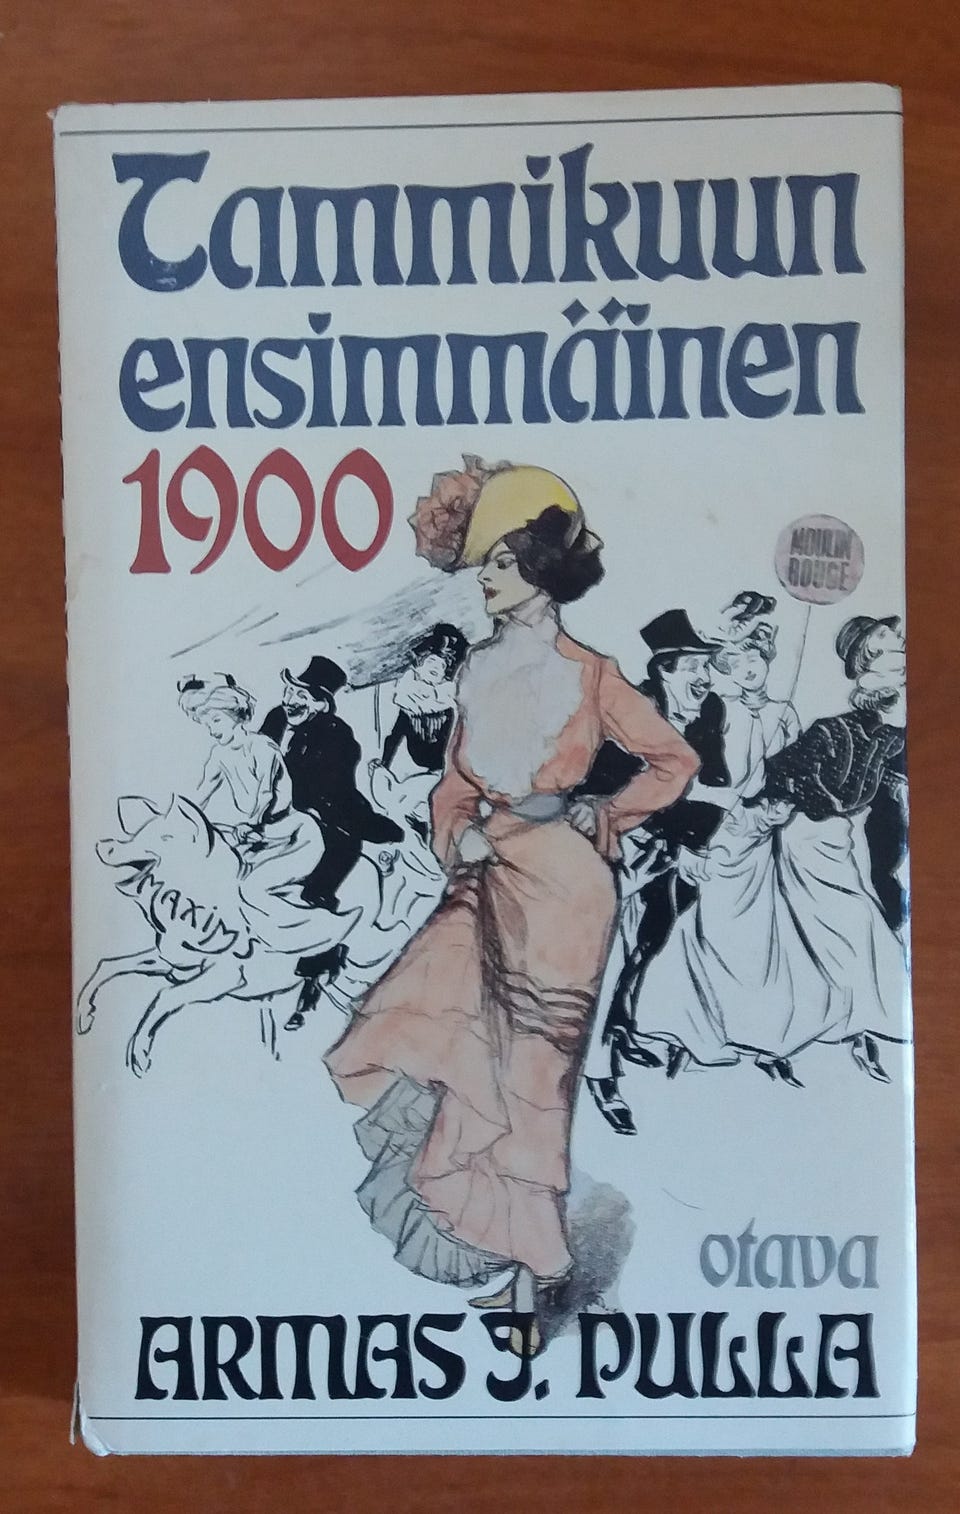 Tammikuun
ensimmäinen
1900
MOULIN
ROUGE
MAXIM'S
otava
ARMAS J. PULLA